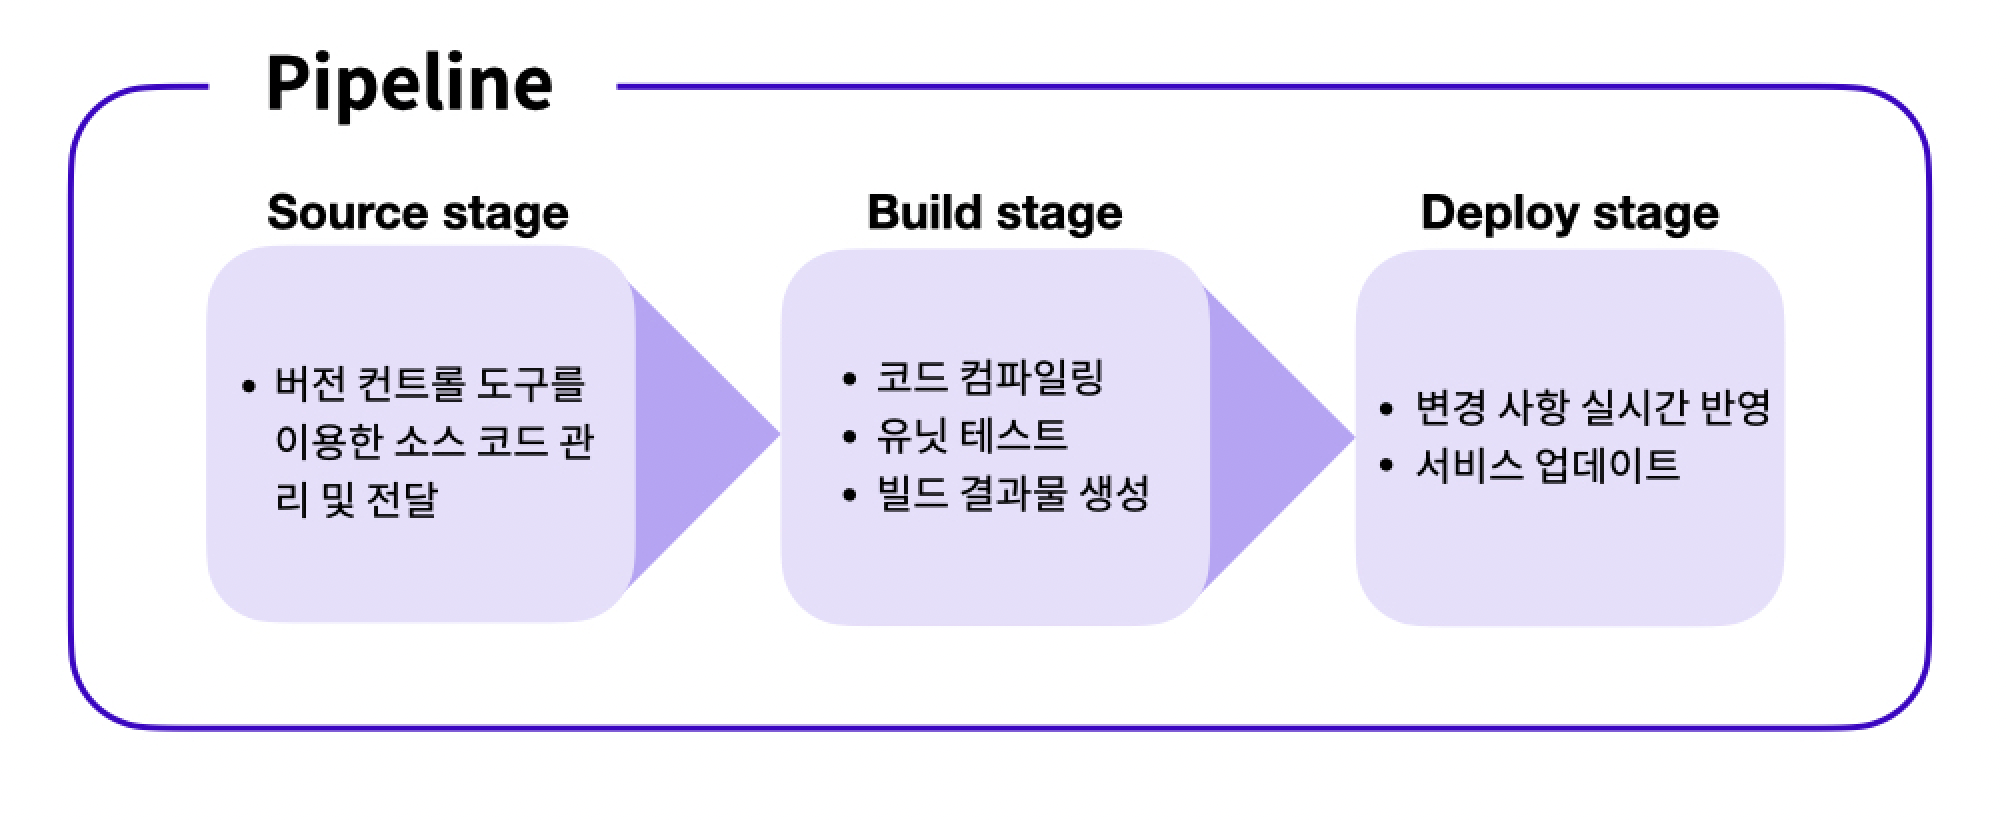 Pipeline
Source stage
• 버전 컨트롤 도구를
이용한 소스 코드 관
리 및 전달
Build stage
• 코드 컴파일링
• 유닛 테스트
• 빌드 결과물 생성
Deploy stage
• 변경 사항 실시간 반영
• 서비스 업데이트